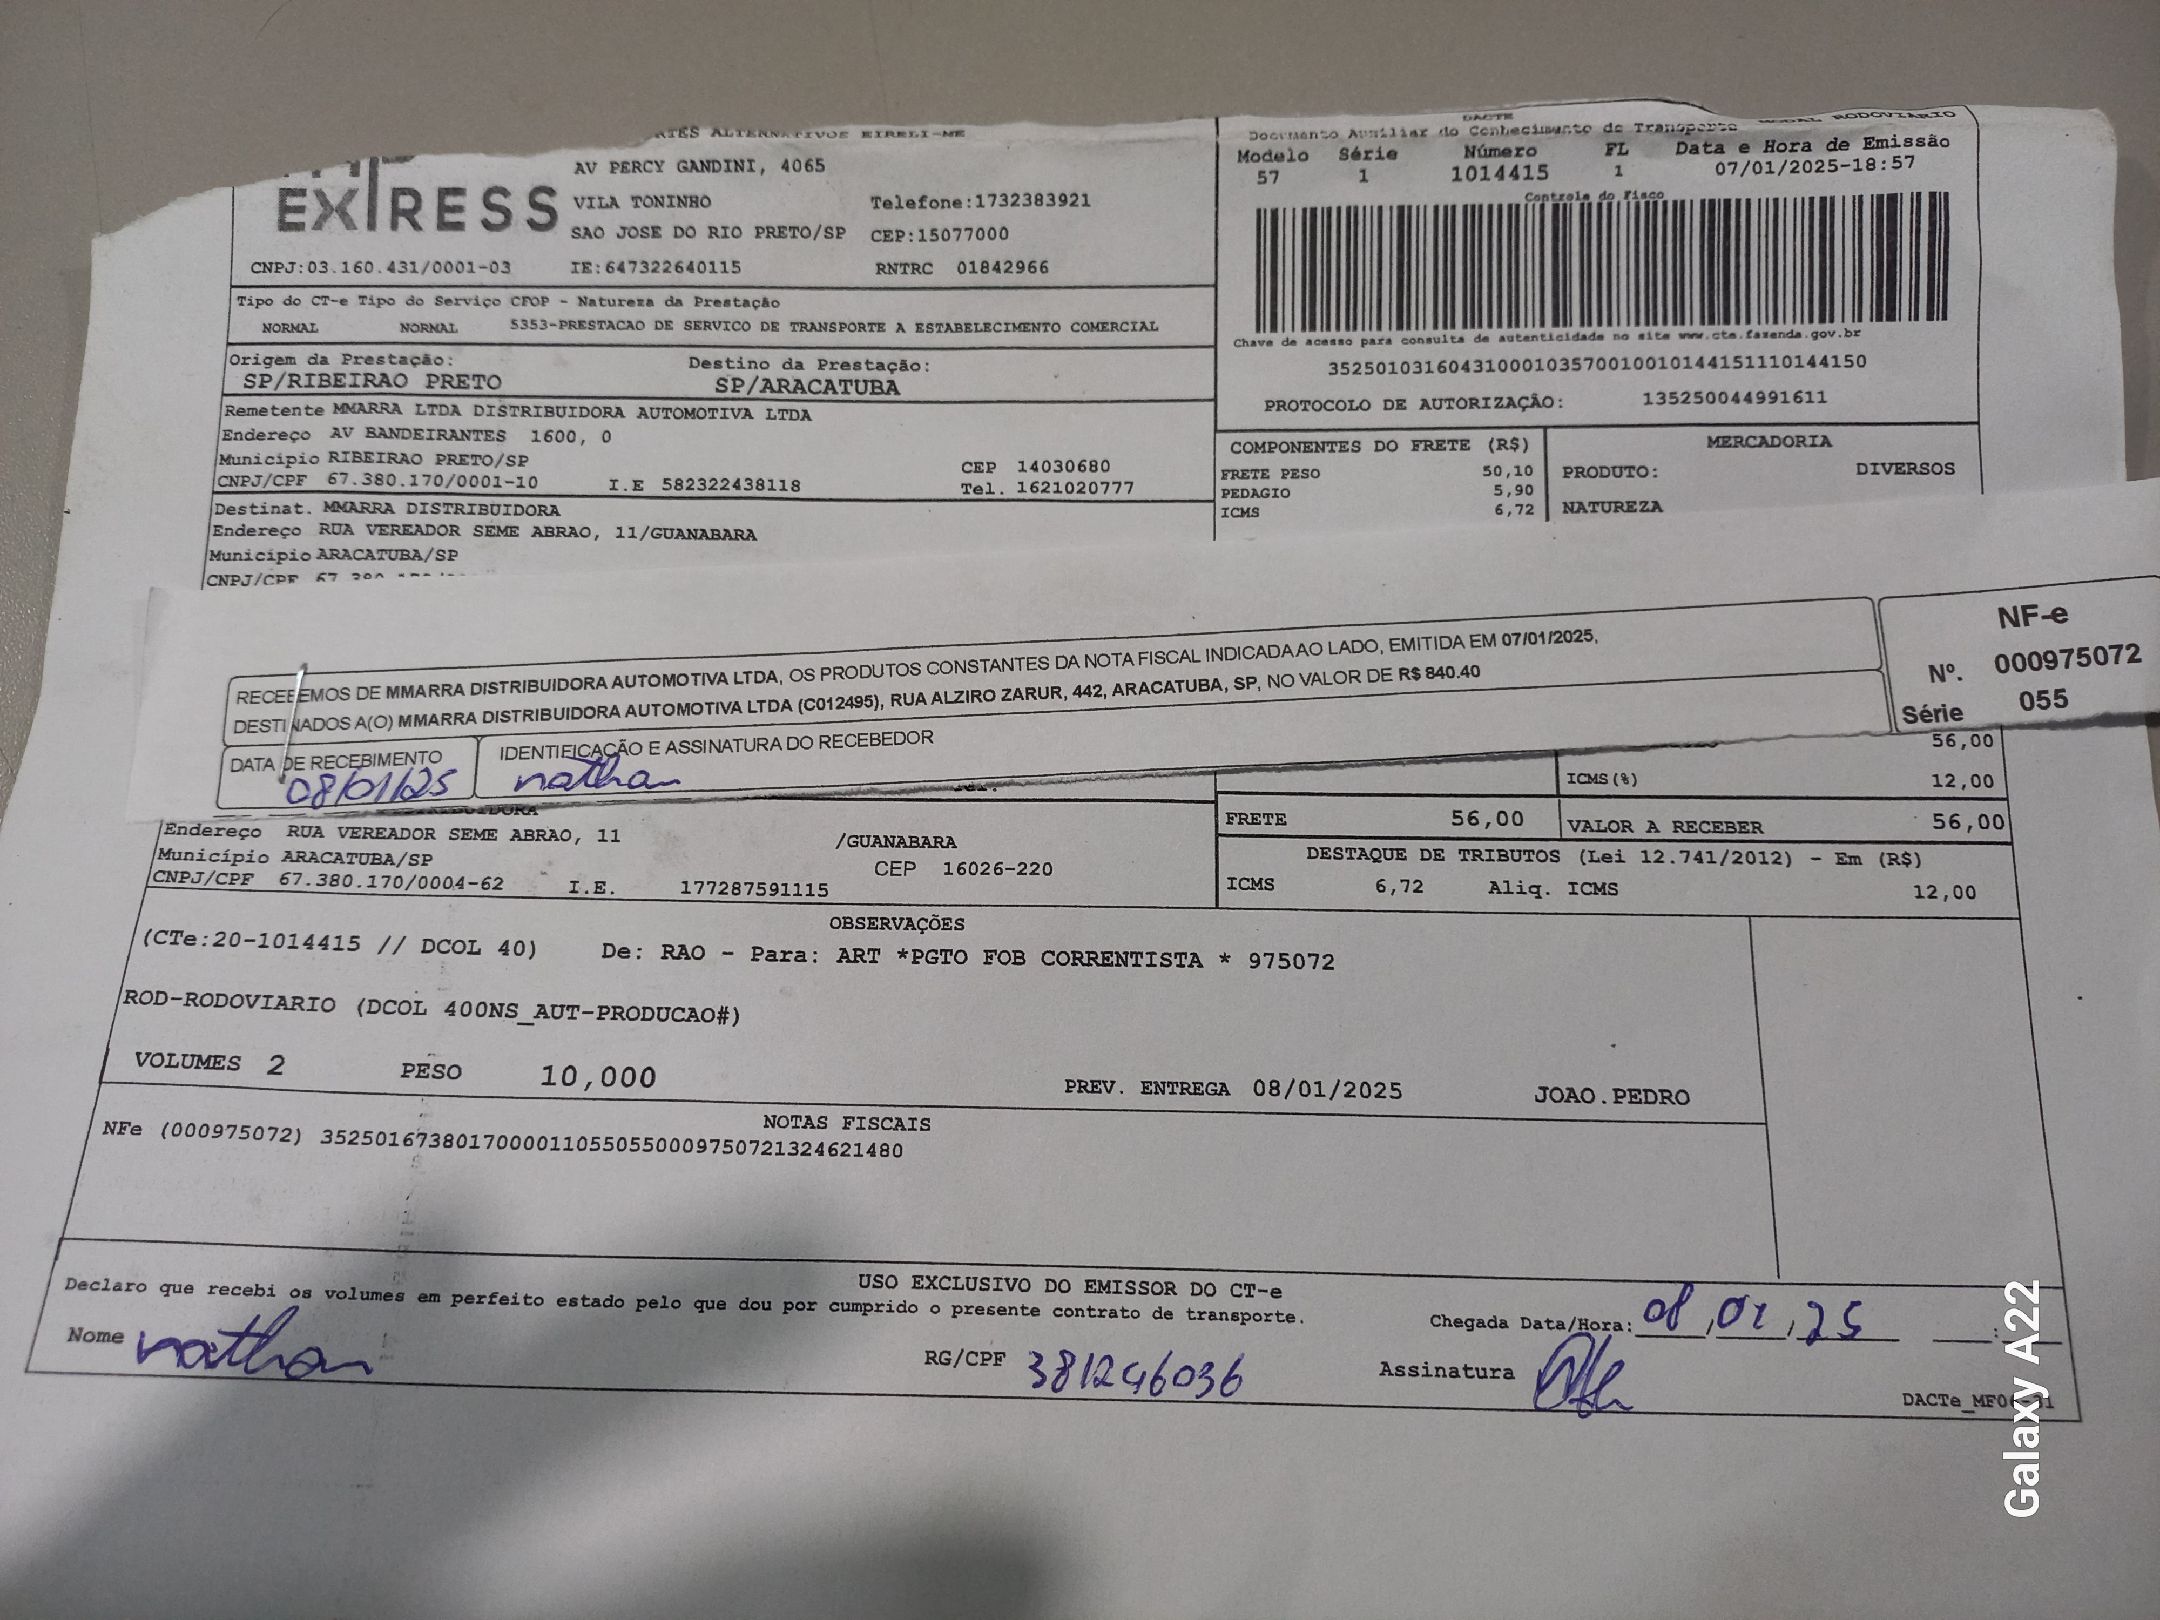 RTES ALTERNATIVOS EIRELI-ME
EXPRESS
AV PERCY GANDINI, 4065
VILA TONINHO Telefone:1732383921
SAO JOSE DO RIO PRETO/SP CEP:15077000
CNPJ:03.160.431/0001-03 IE:647322640115 RNTRC 01842966
Tipo do CT-e Tipo do Serviço CFOP - Natureza da Prestação
NORMAL NORMAL 5353-PRESTACAO DE SERVICO DE TRANSPORTE A ESTABELECIMENTO COMERCIAL
Origem da Prestação: Destino da Prestação:
SP/RIBEIRAO PRETO SP/ARACATUBA
Remetente MMARRA LTDA DISTRIBUIDORA AUTOMOTIVA LTDA
Endereço AV BANDEIRANTES 1600, 0
Município RIBEIRAO PRETO/SP CEP 14030680
CNPJ/CPF 67.380.170/0001-10 I.E 582322438118 Tel. 1621020777
Destinat. MMARRA DISTRIBUIDORA
Endereço RUA VEREADOR SEME ABRAO, 11/GUANABARA
Município ARACATUBA/SP
CNPJ/CPF 67.380
DACTE MODAL RODOVIARIO
Documento Auxiliar do Conhecimento de Transporte
Modelo Série Número FL Data e Hora de Emissão
57 1 1014415 1 07/01/2025-18:57
Controle do Fisco
Chave de acesso para consulta de autenticidade no site www.cte.fazenda.gov.br
35250103160431000103570010010144151110144150
PROTOCOLO DE AUTORIZAÇÃO: 135250044991611
COMPONENTES DO FRETE (R$) MERCADORIA
FRETE PESO 50,10 PRODUTO: DIVERSOS
PEDAGIO 5,90
ICMS 6,72 NATUREZA
RECEBEMOS DE MMARRA DISTRIBUIDORA AUTOMOTIVA LTDA, OS PRODUTOS CONSTANTES DA NOTA FISCAL INDICADA AO LADO, EMITIDA EM 07/01/2025,
DESTINADOS A(O) MMARRA DISTRIBUIDORA AUTOMOTIVA LTDA (C012495), RUA ALZIRO ZARUR, 442, ARACATUBA, SP, NO VALOR DE R$ 840.40
DATA DE RECEBIMENTO IDENTIFICAÇÃO E ASSINATURA DO RECEBEDOR
08/01/25 nathan
NF-e
Nº. 000975072
Série 055
56,00
ICMS(%) 12,00
FRETE 56,00 VALOR A RECEBER 56,00
DESTAQUE DE TRIBUTOS (Lei 12.741/2012) - Em (R$)
ICMS 6,72 Aliq. ICMS 12,00
Endereço RUA VEREADOR SEME ABRAO, 11 /GUANABARA
Município ARACATUBA/SP CEP 16026-220
CNPJ/CPF 67.380.170/0004-62 I.E. 177287591115
OBSERVAÇÕES
(CTe:20-1014415 // DCOL 40) De: RAO - Para: ART *PGTO FOB CORRENTISTA * 975072
ROD-RODOVIARIO (DCOL 400NS_AUT-PRODUCAO#)
VOLUMES 2 PESO 10,000 PREV. ENTREGA 08/01/2025 JOAO.PEDRO
NOTAS FISCAIS
NFe (000975072) 35250167380170000110550550009750721324621480
USO EXCLUSIVO DO EMISSOR DO CT-e
Declaro que recebi os volumes em perfeito estado pelo que dou por cumprido o presente contrato de transporte.
Chegada Data/Hora: 08,01,25 :
Nome nathan RG/CPF 381246036 Assinatura
DACTe_MF06
Galaxy A22